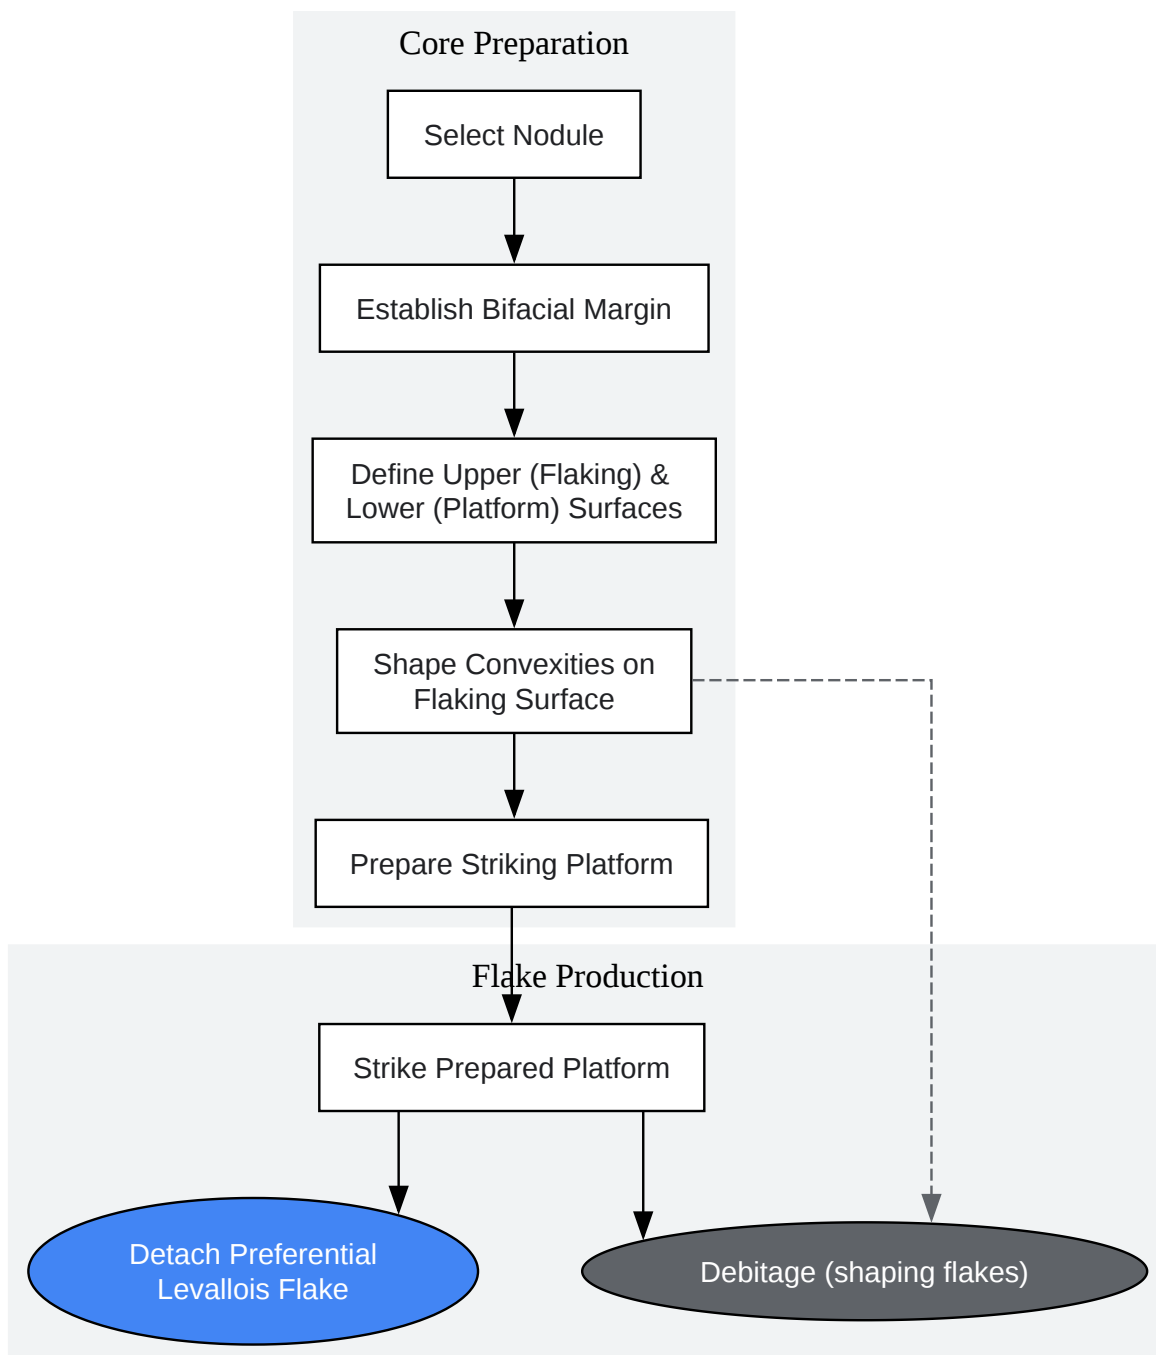 Core Preparation
Select Nodule
Establish Bifacial Margin
Define Upper (Flaking) &
Lower (Platform) Surfaces
Shape Convexities on
Flaking Surface
Prepare Striking Platform
Flake Production
Strike Prepared Platform
Detach Preferential
Levallois Flake
Debitage (shaping flakes)